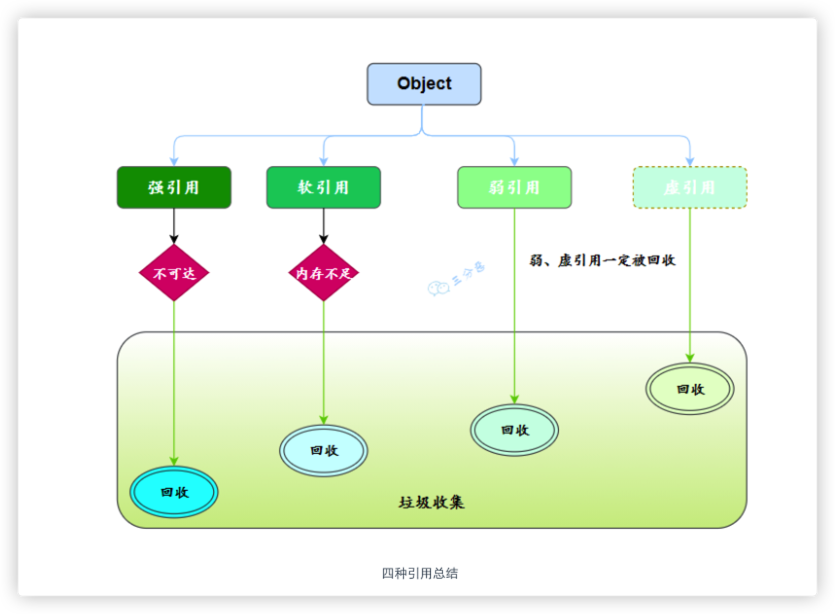 Object
强引用
软引用
弱引用
虚引用
不可达
内存不足
三分恶
弱、虚引用一定被回收
回收
回收
回收
回收
垃圾收集
四种引用总结